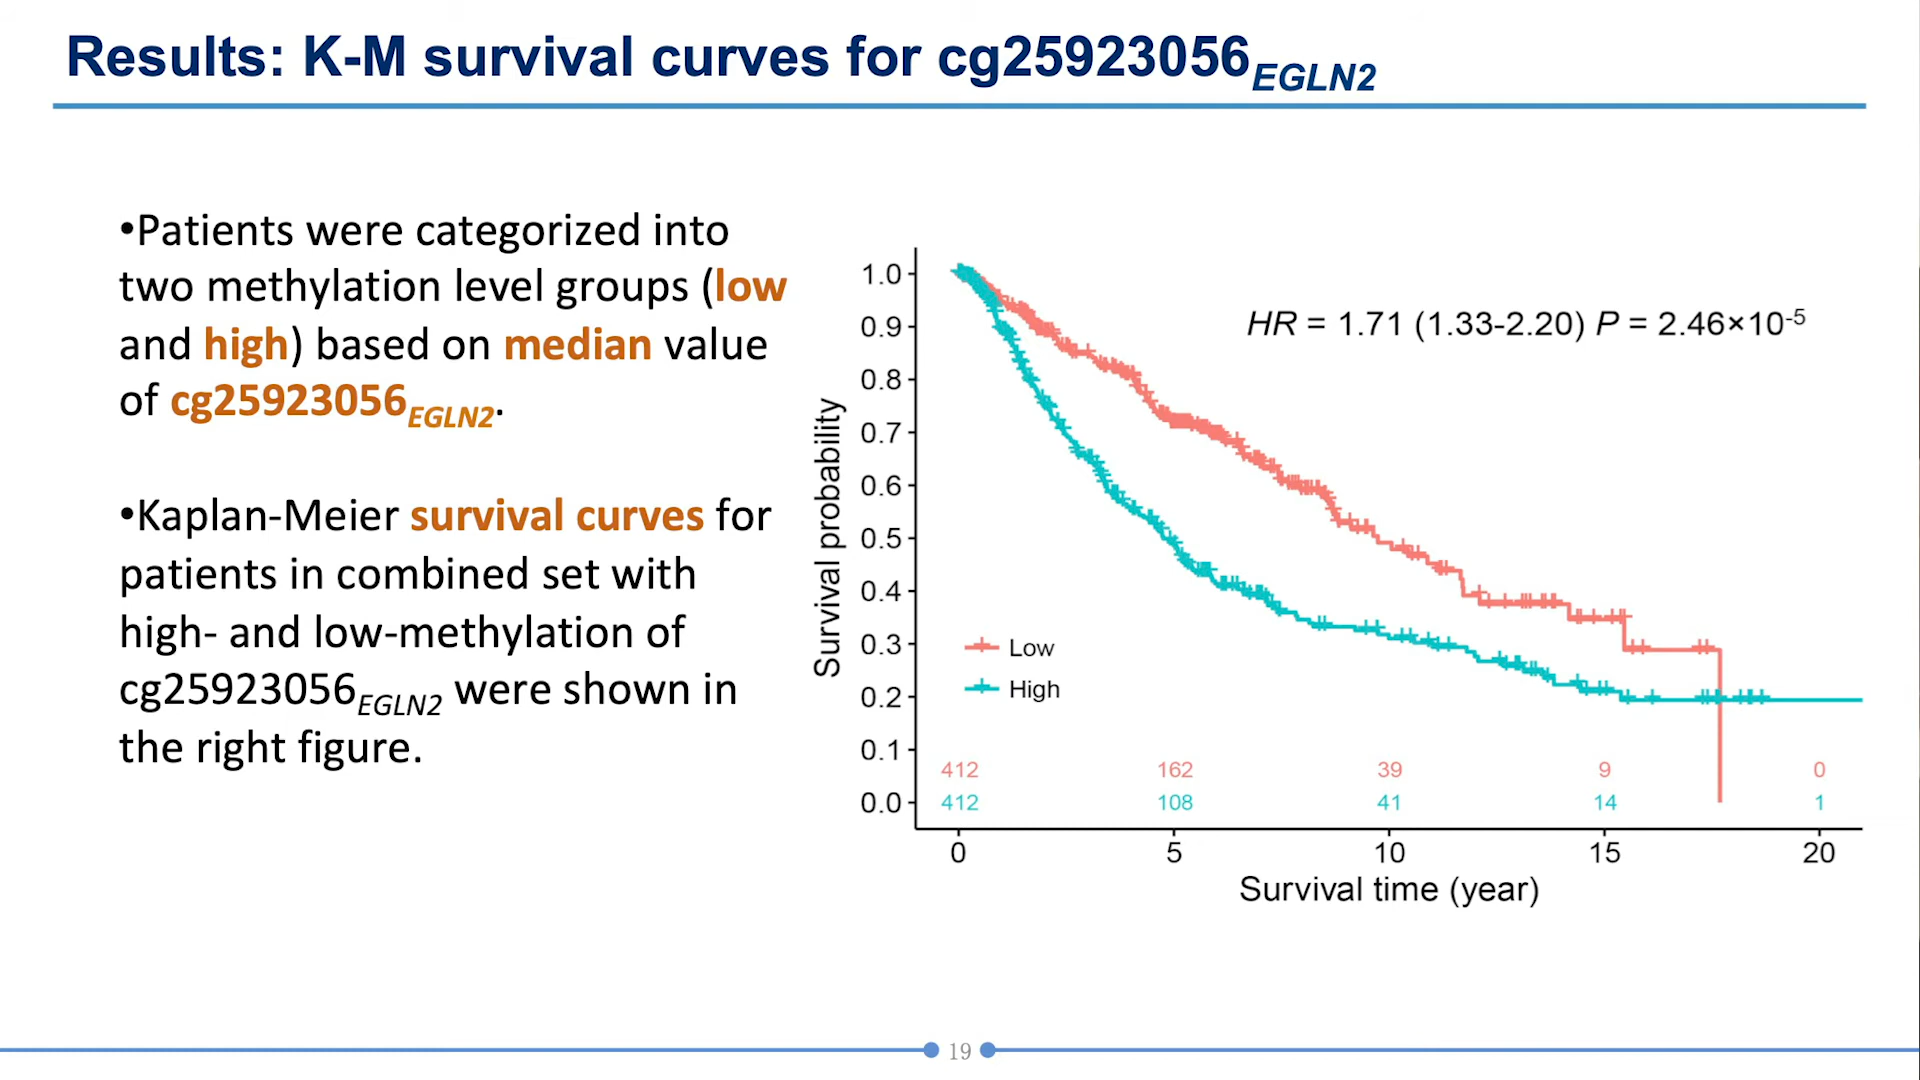 Results: K-M survival curves for cg25923056EGLN2
•Patients were categorized into
two methylation level groups (low
and high) based on median value
of cg25923056EGLN2.
•Kaplan-Meier survival curves for
patients in combined set with
high- and low-methylation of
cg25923056EGLN2 were shown in
the right figure.
HR = 1.71 (1.33-2.20) P = 2.46×10-5
Survival probability
1.0
0.9
0.8
0.7
0.6
0.5
0.4
0.3
0.2
0.1
0.0
Low
High
412 162 39 9 0
412 108 41 14 1
0 5 10 15 20
Survival time (year)
19